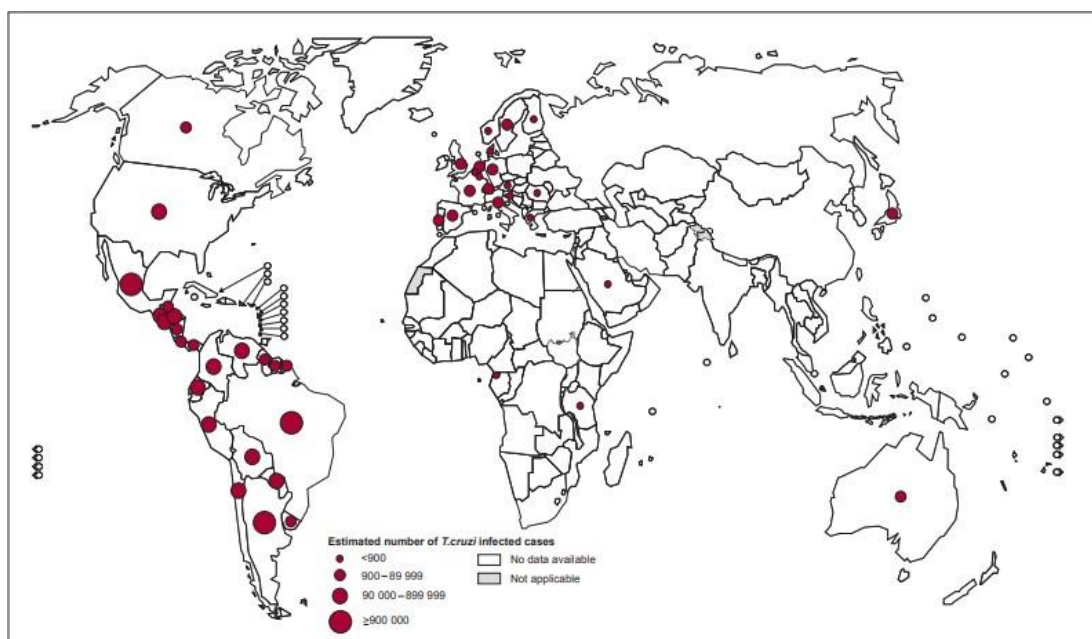 Estimated number of T.cruzi infected cases
<900
900–89 999
90 000–899 999
≥900 000
No data available
Not applicable